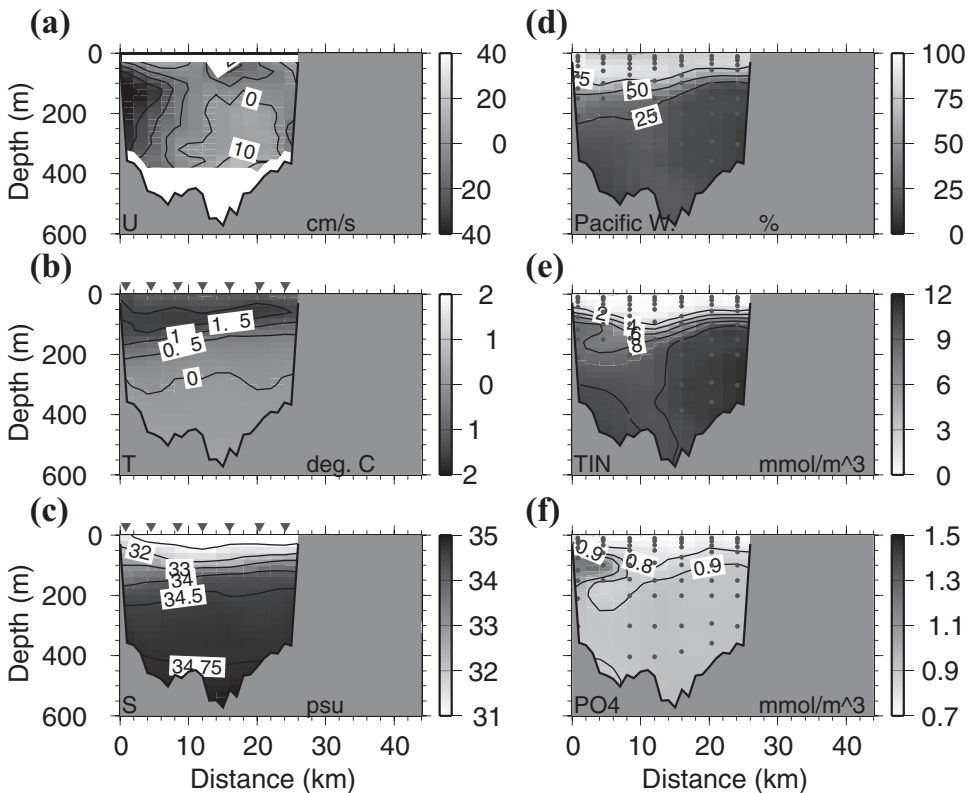 (a)
0
200
400
600
Depth (m)
0
10
U
cm/s
40
20
0
20
40
(b)
0
200
400
600
Depth (m)
1. 5
1
0. 5
0
T
deg. C
2
1
0
1
2
(c)
0
200
400
600
Depth (m)
32
33
34
34.5
34.75
S
psu
35
34
33
32
31
0 10 20 30 40
Distance (km)
(d)
50
25
Pacific W.
%
100
75
50
25
0
(e)
2
4
6
8
TIN
mmol/m^3
12
9
6
3
0
(f)
0.9
0.8
0.9
PO4
mmol/m^3
1.5
1.3
1.1
0.9
0.7
0 10 20 30 40
Distance (km)